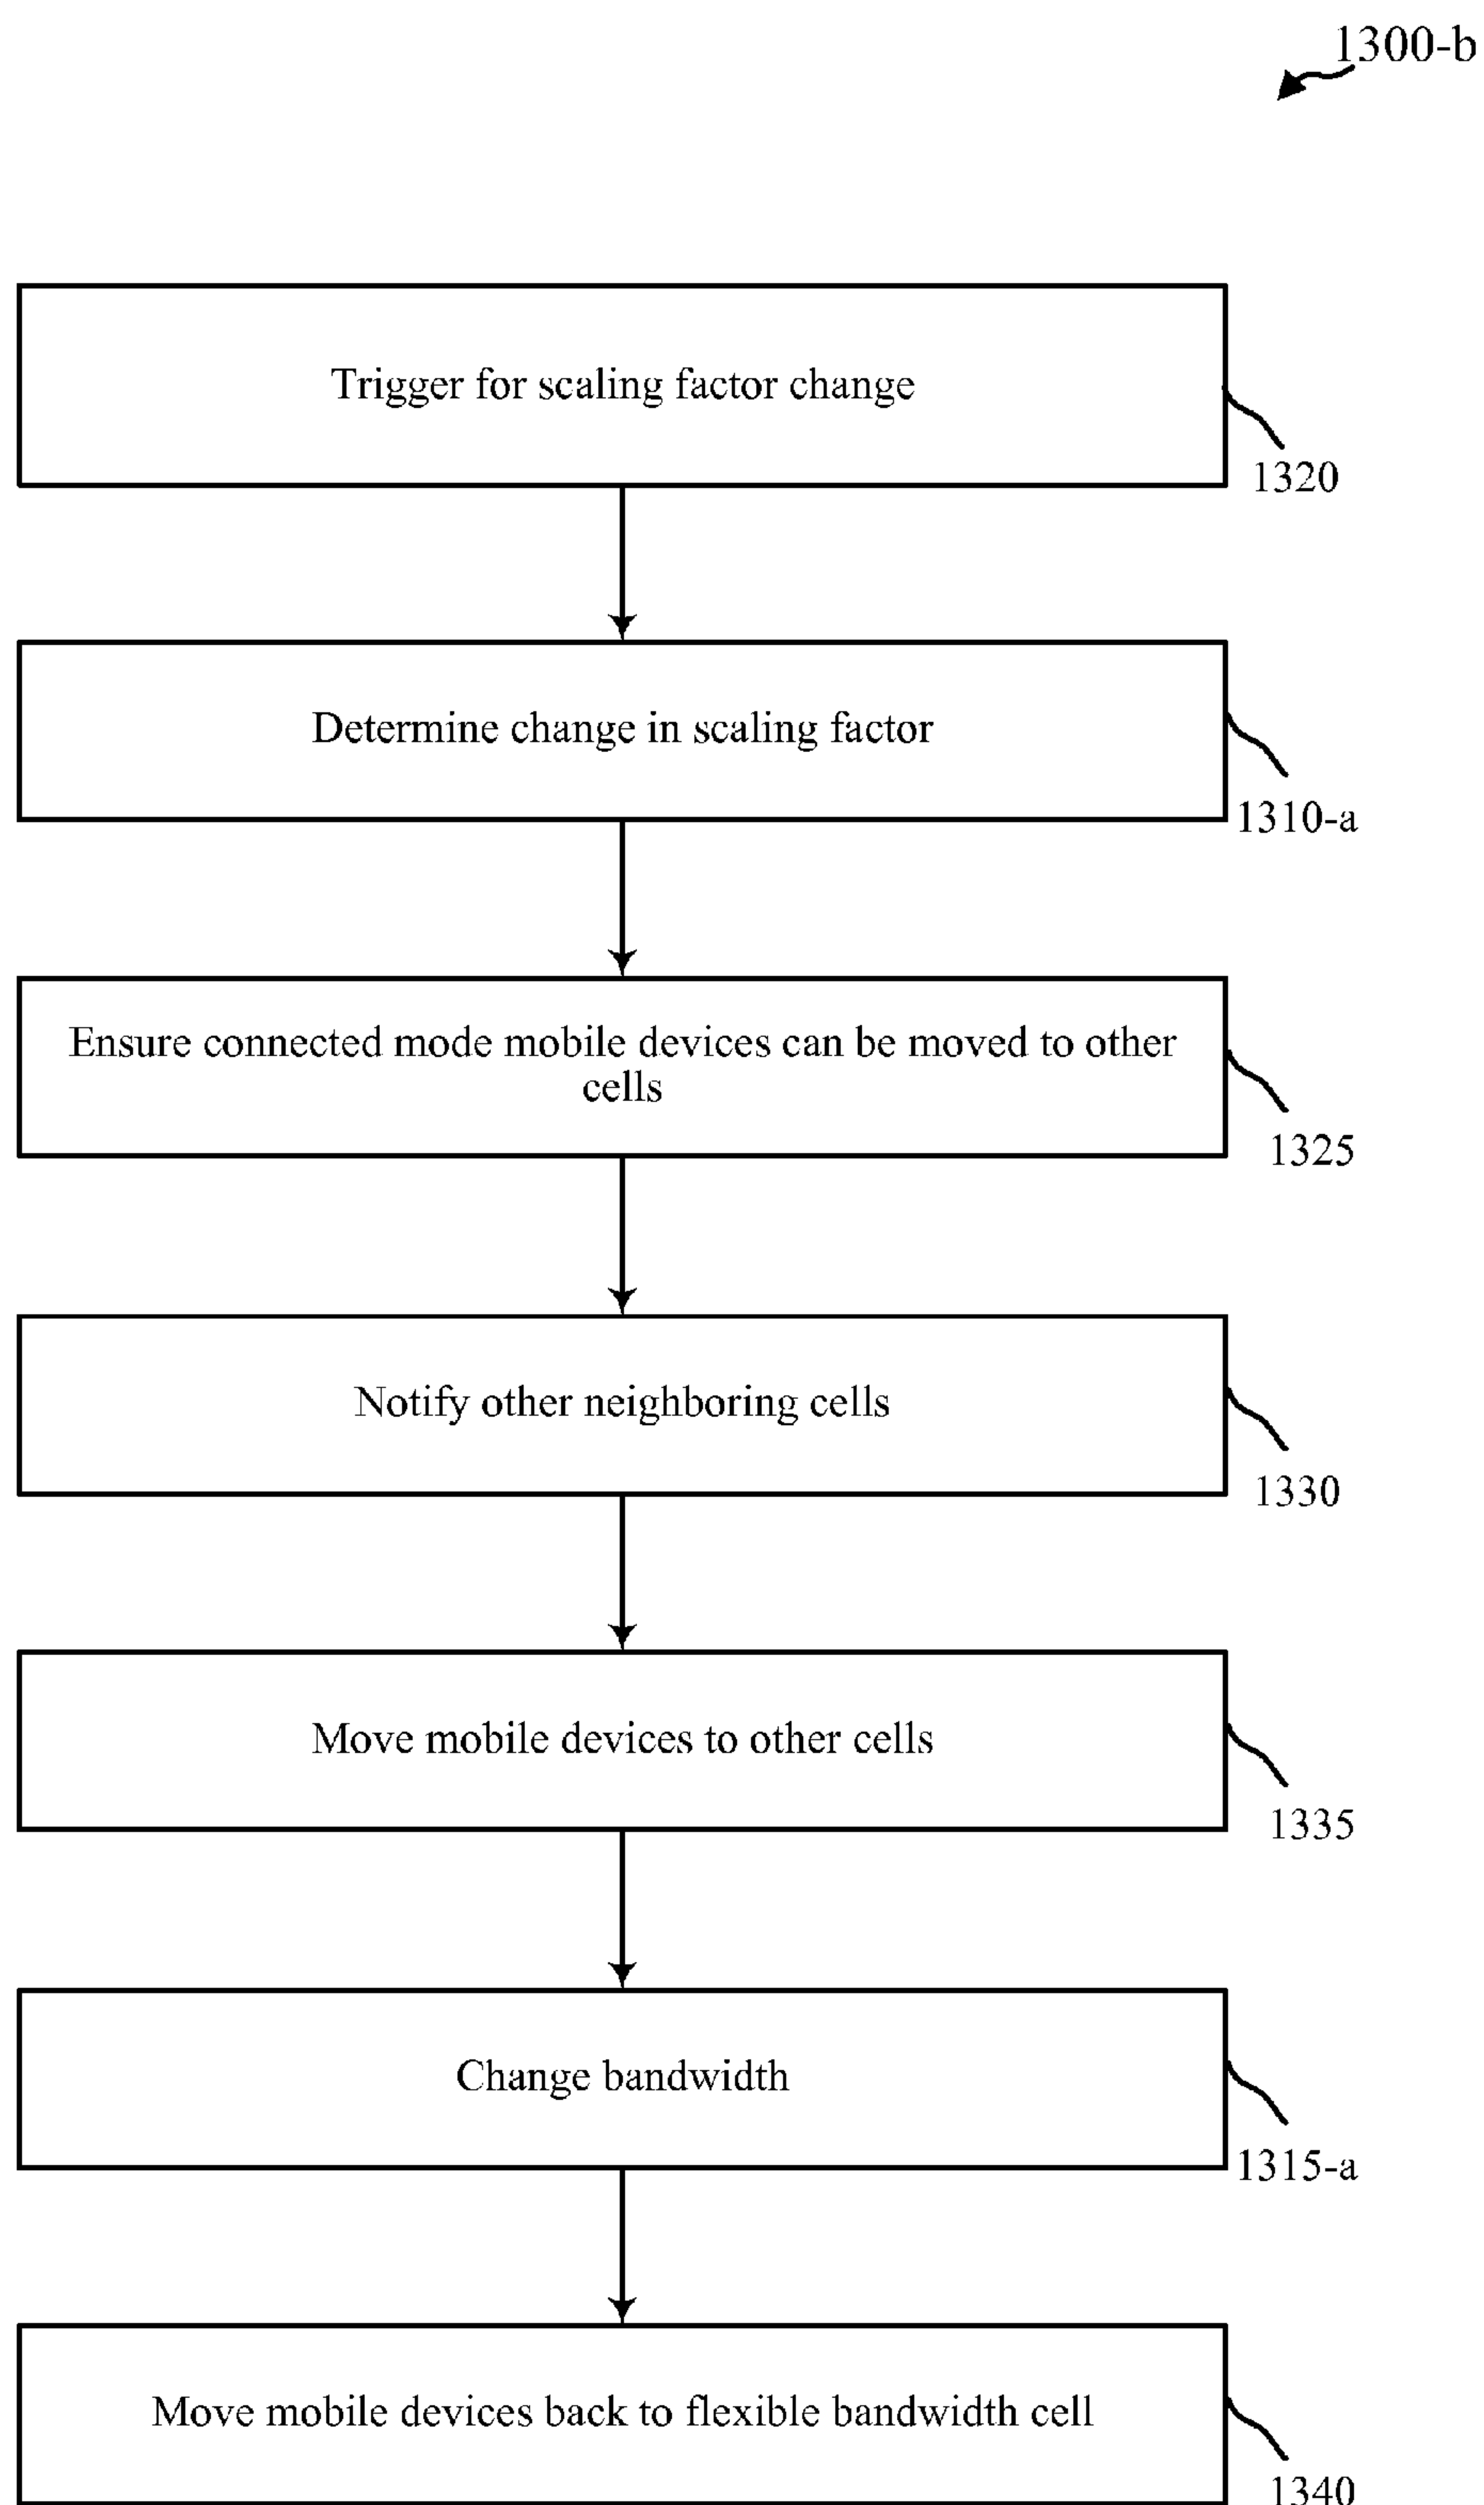 1300-b
Trigger for scaling factor change
1320
Determine change in scaling factor
1310-a
Ensure connected mode mobile devices can be moved to other
cells
1325
Notify other neighboring cells
1330
Move mobile devices to other cells
1335
Change bandwidth
1315-a
Move mobile devices back to flexible bandwidth cell
1340